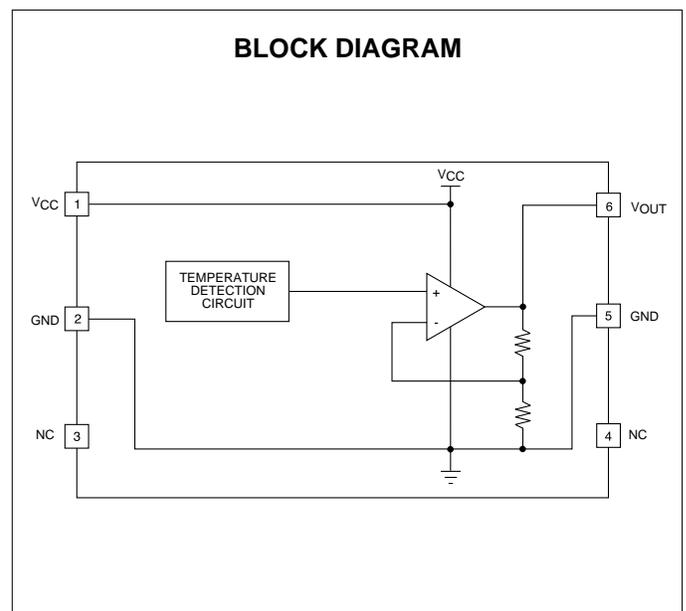 BLOCK DIAGRAM
VCC
VCC 1
6 VOUT
TEMPERATURE
DETECTION
CIRCUIT
+
-
GND 2
5 GND
NC 3
4 NC